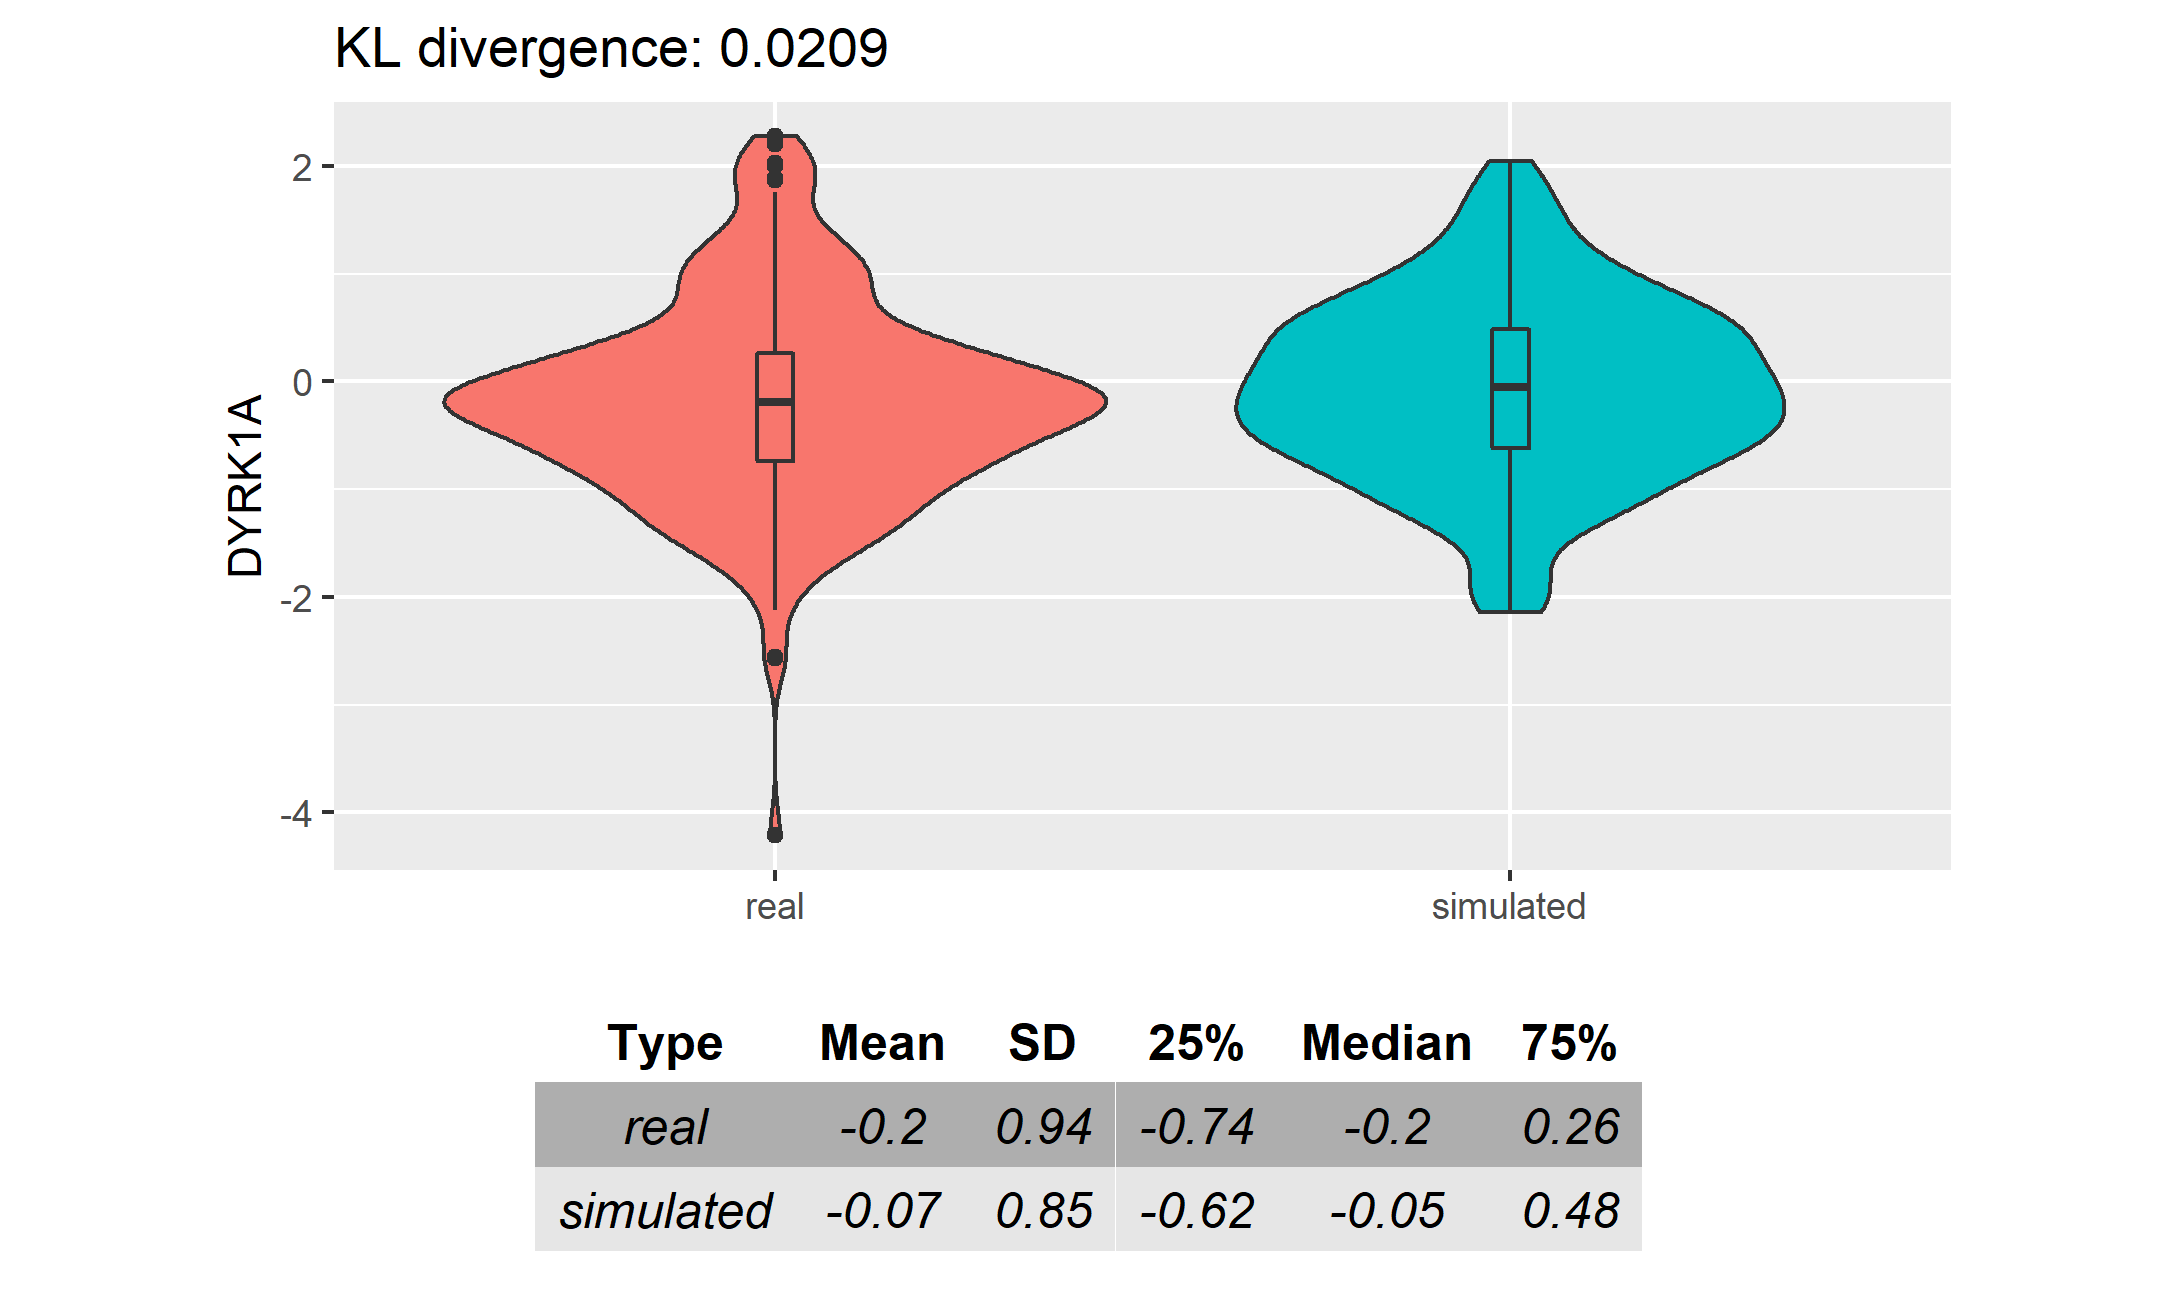 KL divergence: 0.0209
DYRK1A
2
0
-2
-4
real simulated
Type Mean SD 25% Median 75%
real -0.2 0.94 -0.74 -0.2 0.26
simulated -0.07 0.85 -0.62 -0.05 0.48